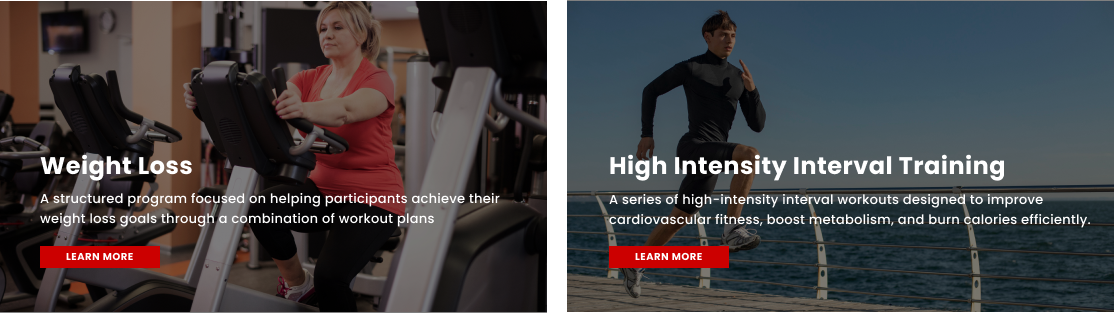 Weight Loss
A structured program focused on helping participants achieve their
weight loss goals through a combination of workout plans
LEARN MORE
High Intensity Interval Training
A series of high-intensity interval workouts designed to improve
cardiovascular fitness, boost metabolism, and burn calories efficiently.
LEARN MORE